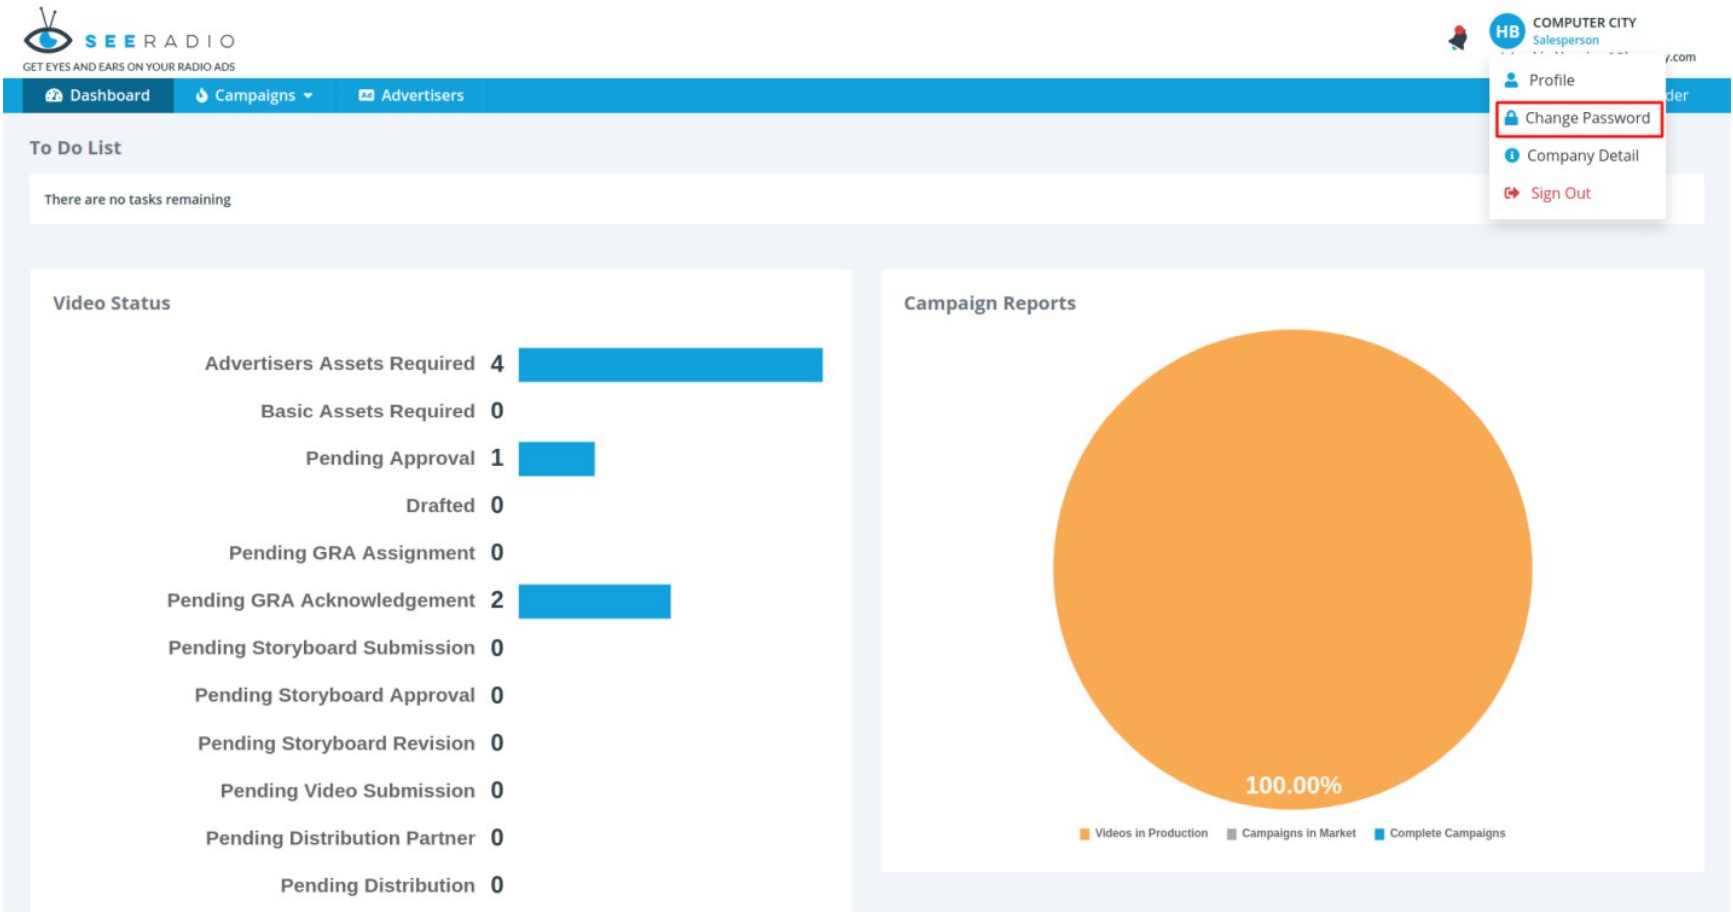 SEERADIO
GET EYES AND EARS ON YOUR RADIO ADS
HB
COMPUTER CITY
Salesperson
y.com
Dashboard
Campaigns
Ad Advertisers
der
Profile
Change Password
Company Detail
Sign Out
To Do List
There are no tasks remaining
Video Status
Advertisers Assets Required 4
Basic Assets Required 0
Pending Approval 1
Drafted 0
Pending GRA Assignment 0
Pending GRA Acknowledgement 2
Pending Storyboard Submission 0
Pending Storyboard Approval 0
Pending Storyboard Revision 0
Pending Video Submission 0
Pending Distribution Partner 0
Pending Distribution 0
Campaign Reports
100.00%
Videos in Production Campaigns in Market Complete Campaigns